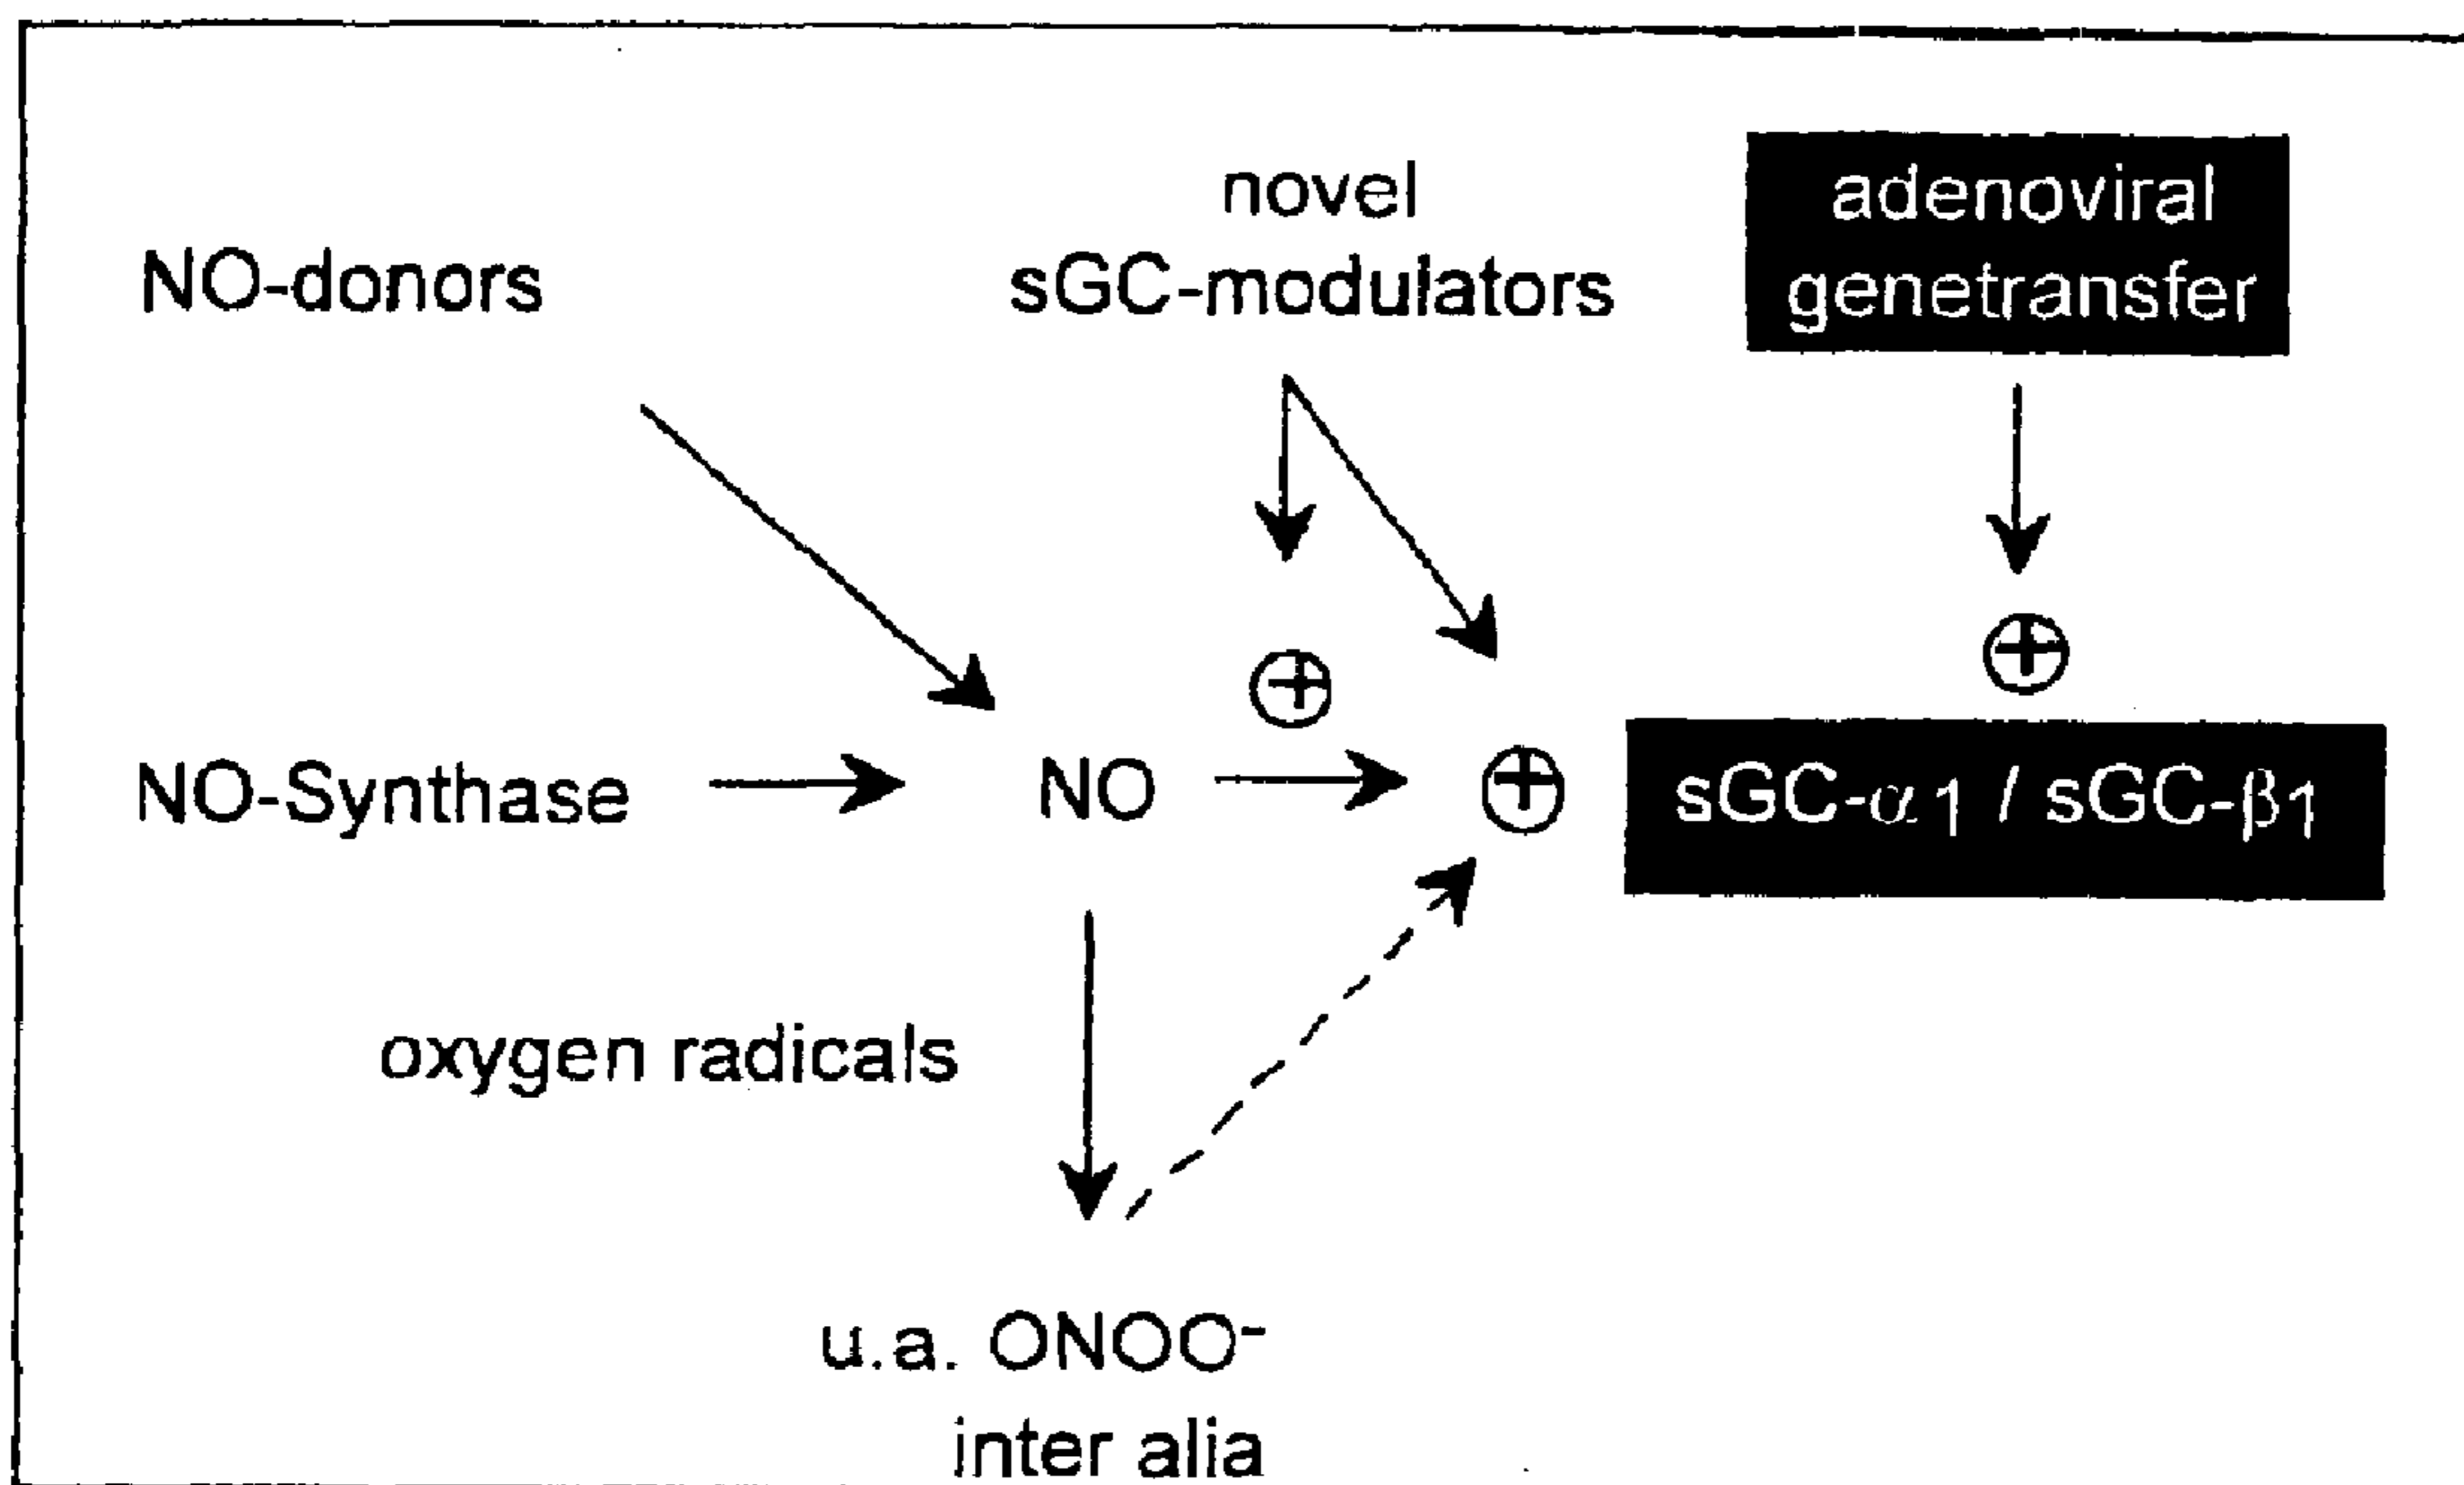 novel
sGC-modulators
adenoviral
genetransfer
NO-donors
NO-Synthase
NO
sGC-α1 / sGC-β1
oxygen radicals
u.a. ONOO⁻
inter alia